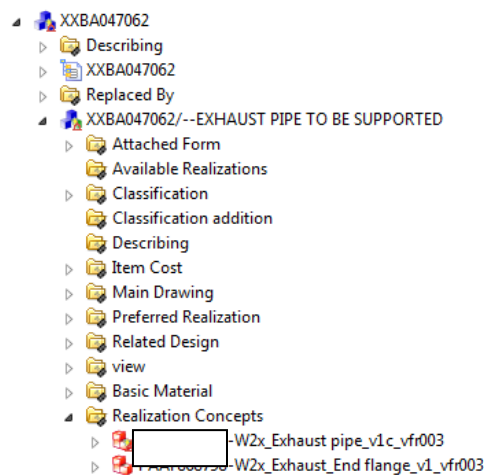 XXBA047062
Describing
XXBA047062
Replaced By
XXBA047062/--EXHAUST PIPE TO BE SUPPORTED
Attached Form
Available Realizations
Classification
Classification addition
Describing
Item Cost
Main Drawing
Preferred Realization
Related Design
view
Basic Material
Realization Concepts
-W2x_Exhaust pipe_v1c_vfr003
-W2x_Exhaust_End flange_v1_vfr003